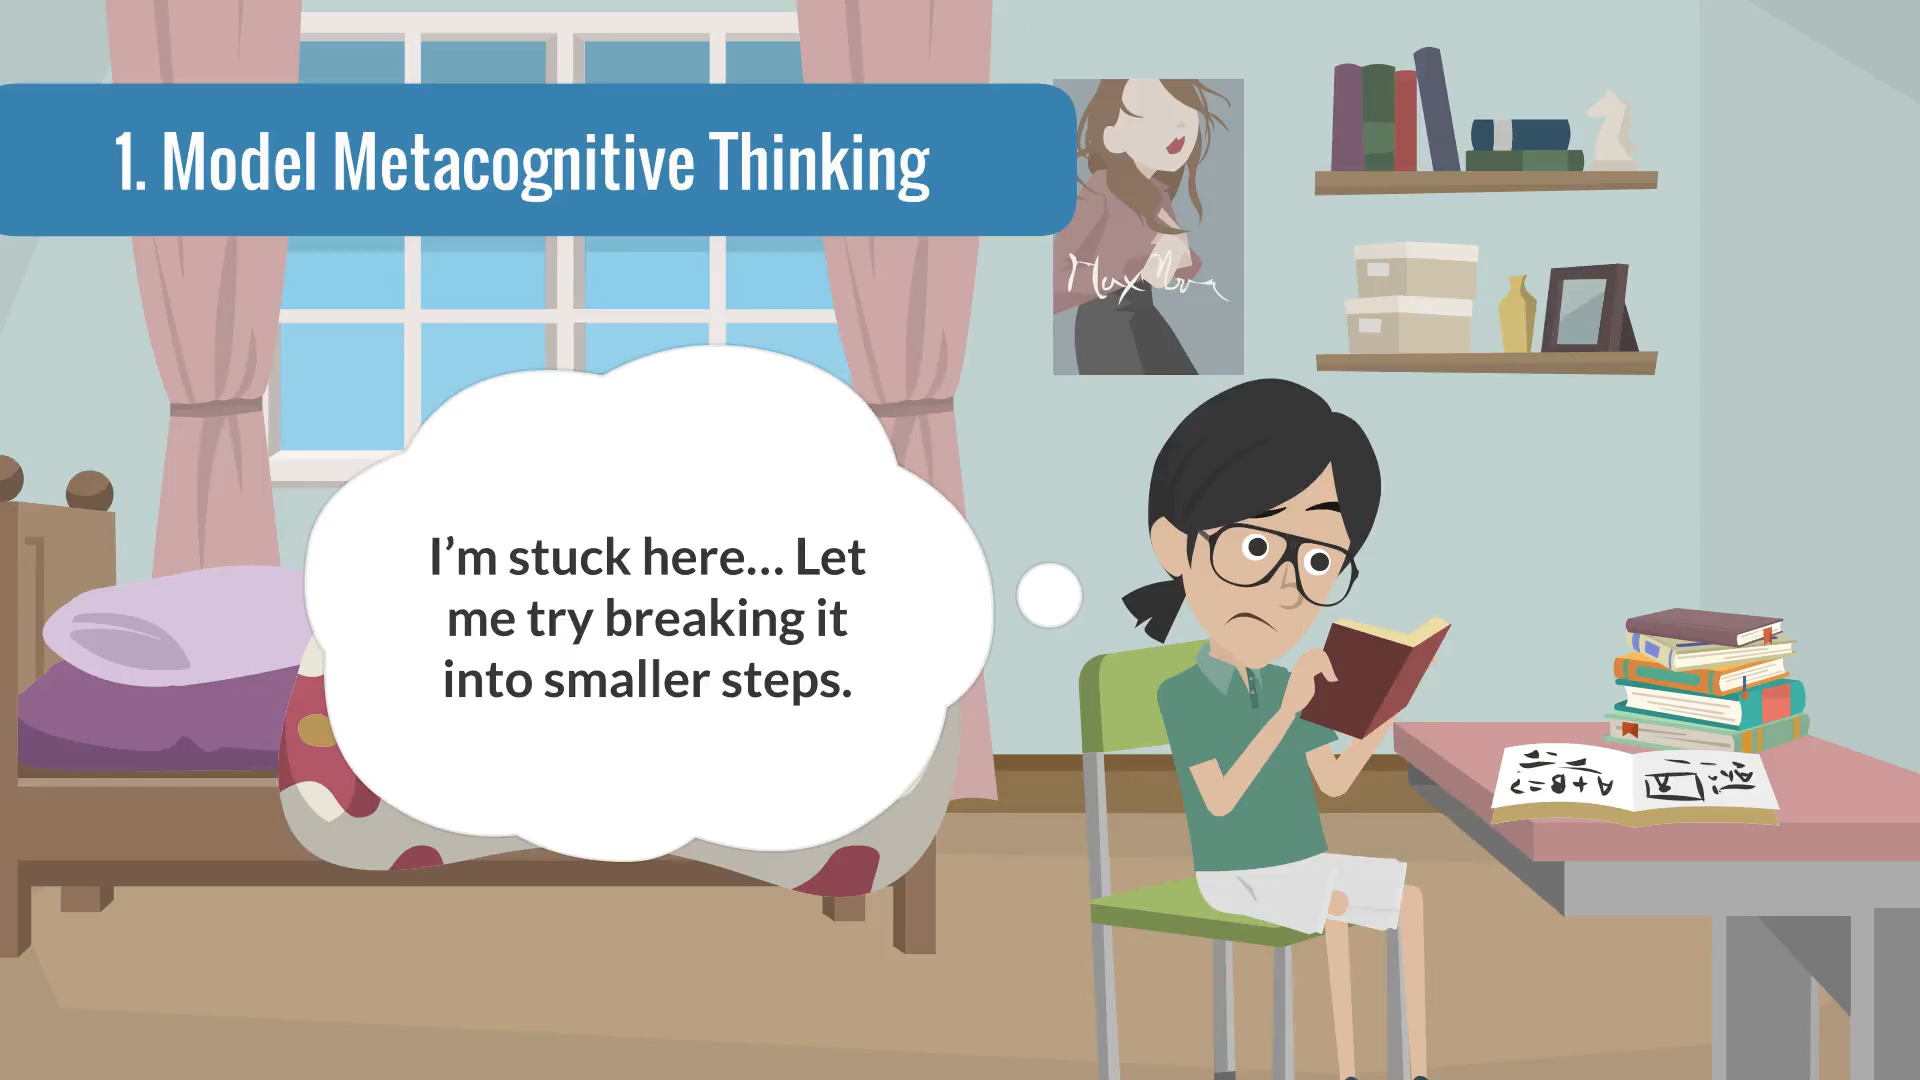 1. Model Metacognitive Thinking
I’m stuck here... Let
me try breaking it
into smaller steps.